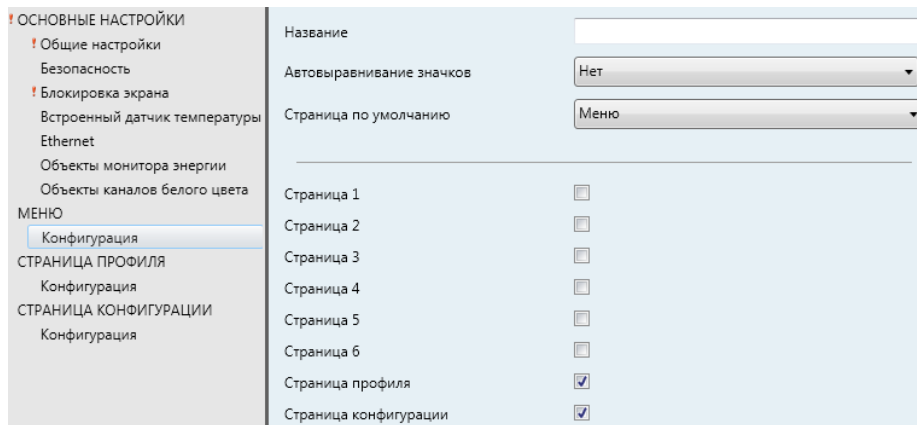 ! ОСНОВНЫЕ НАСТРОЙКИ
! Общие настройки
Безопасность
! Блокировка экрана
Встроенный датчик температуры
Ethernet
Объекты монитора энергии
Объекты каналов белого цвета
МЕНЮ
Конфигурация
СТРАНИЦА ПРОФИЛЯ
Конфигурация
СТРАНИЦА КОНФИГУРАЦИИ
Конфигурация
Название
Автовыравнивание значков Нет
Страница по умолчанию Меню
Страница 1
Страница 2
Страница 3
Страница 4
Страница 5
Страница 6
Страница профиля
Страница конфигурации